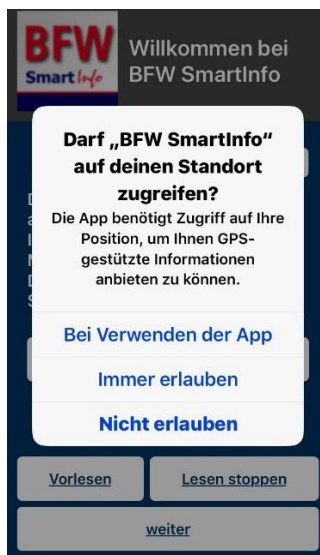 BFW
Smart Info
Willkommen bei
BFW SmartInfo
Darf „BFW SmartInfo“
auf deinen Standort
zugreifen?
Die App benötigt Zugriff auf Ihre
Position, um Ihnen GPS-
gestützte Informationen
anbieten zu können.
Bei Verwenden der App
Immer erlauben
Nicht erlauben
Vorlesen
Lesen stoppen
weiter